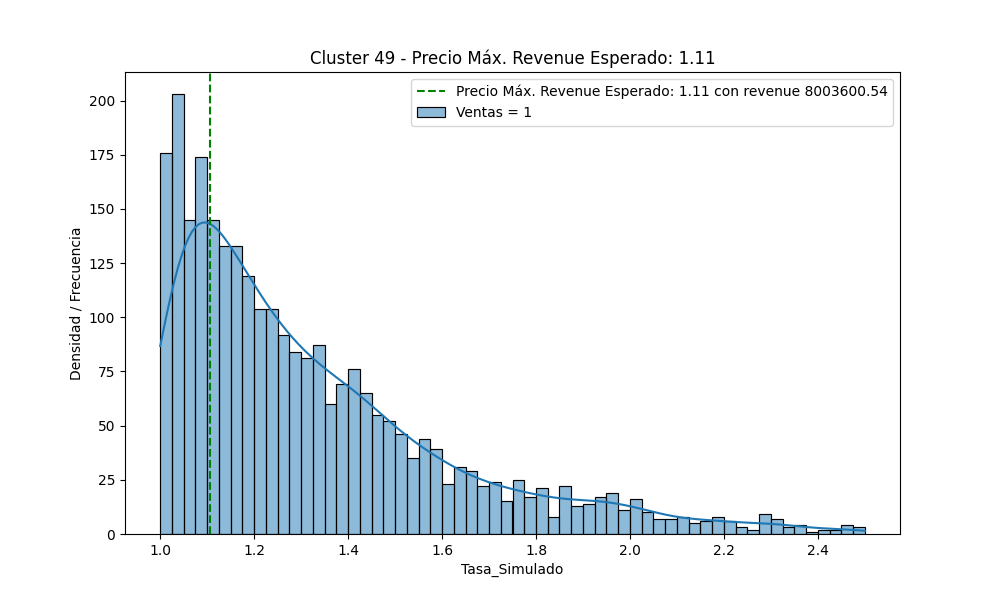 Cluster 49 - Precio Máx. Revenue Esperado: 1.11
Precio Máx. Revenue Esperado: 1.11 con revenue 8003600.54
Ventas = 1
200
175
150
125
100
75
50
25
0
Densidad / Frecuencia
1.0 1.2 1.4 1.6 1.8 2.0 2.2 2.4
Tasa_Simulado